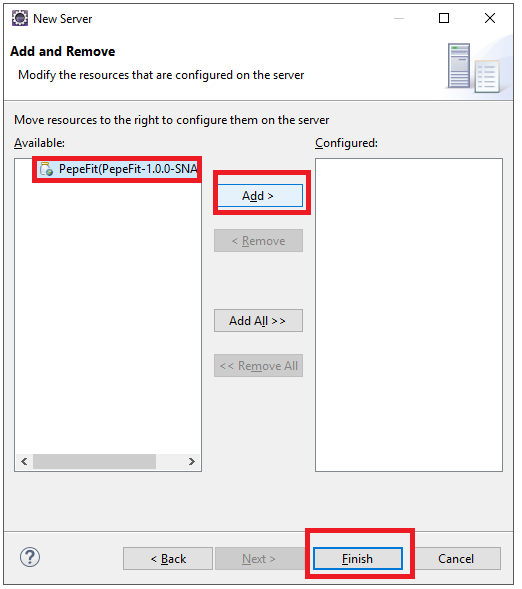 New Server
Add and Remove
Modify the resources that are configured on the server
Move resources to the right to configure them on the server
Available:
Configured:
PepeFit(PepeFit-1.0.0-SNA
Add >
< Remove
Add All >>
<< Remove All
?
< Back
Next >
Finish
Cancel